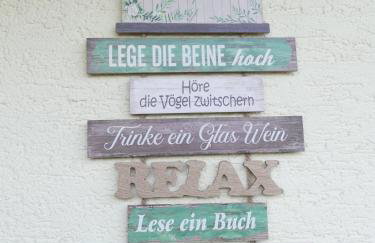 LEGE DIE BEINE hoch
Höre
die Vögel zwitschern
Trinke ein Glas Wein
RELAX
Lese ein Buch